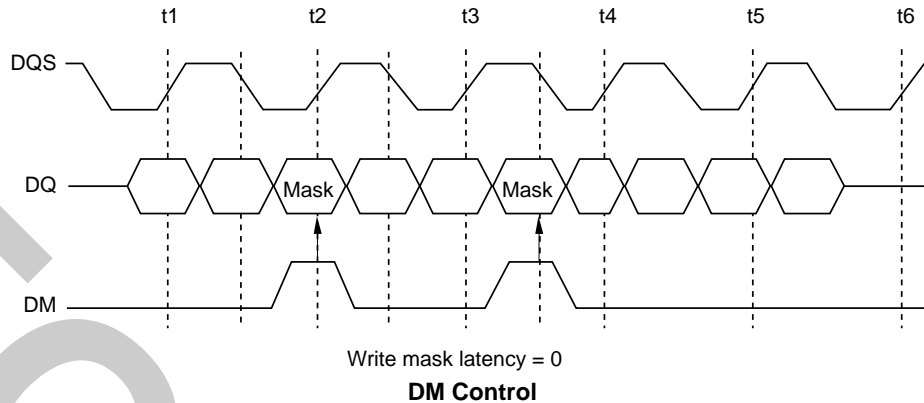 t1 t2 t3 t4 t5 t6
DQS
DQ Mask Mask
DM
Write mask latency = 0
DM Control